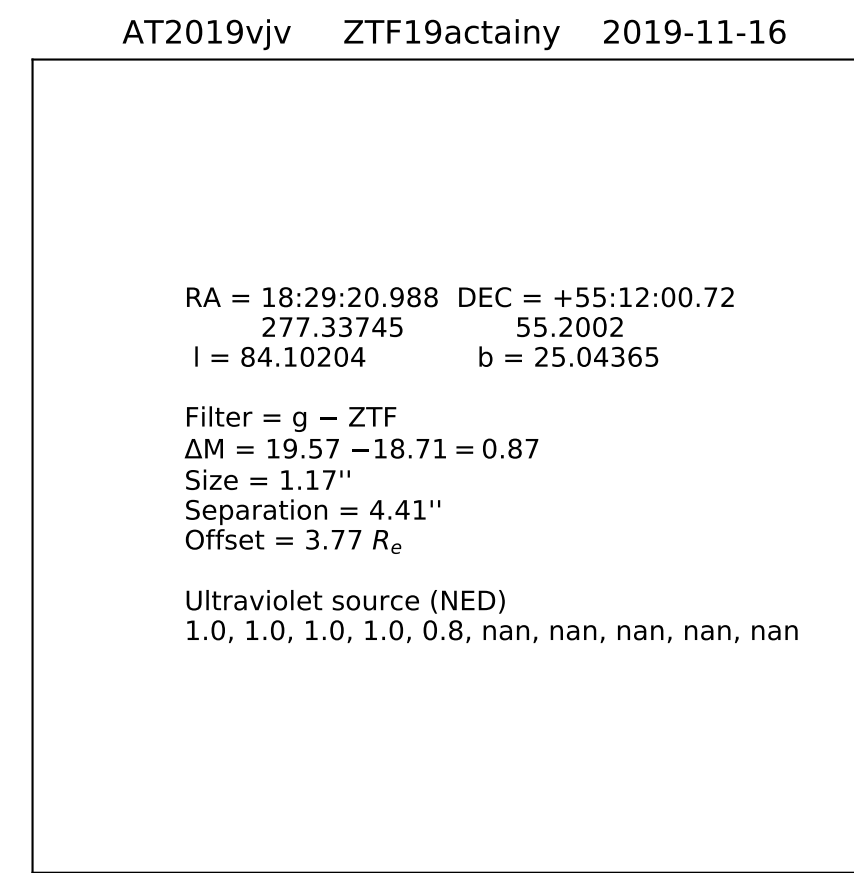 AT2019vjv ZTF19actainy 2019-11-16
RA = 18:29:20.988 DEC = +55:12:00.72
277.33745 55.2002
l = 84.10204 b = 25.04365
Filter = g − ZTF
ΔM = 19.57 −18.71 = 0.87
Size = 1.17''
Separation = 4.41''
Offset = 3.77 Rₑ
Ultraviolet source (NED)
1.0, 1.0, 1.0, 1.0, 0.8, nan, nan, nan, nan, nan